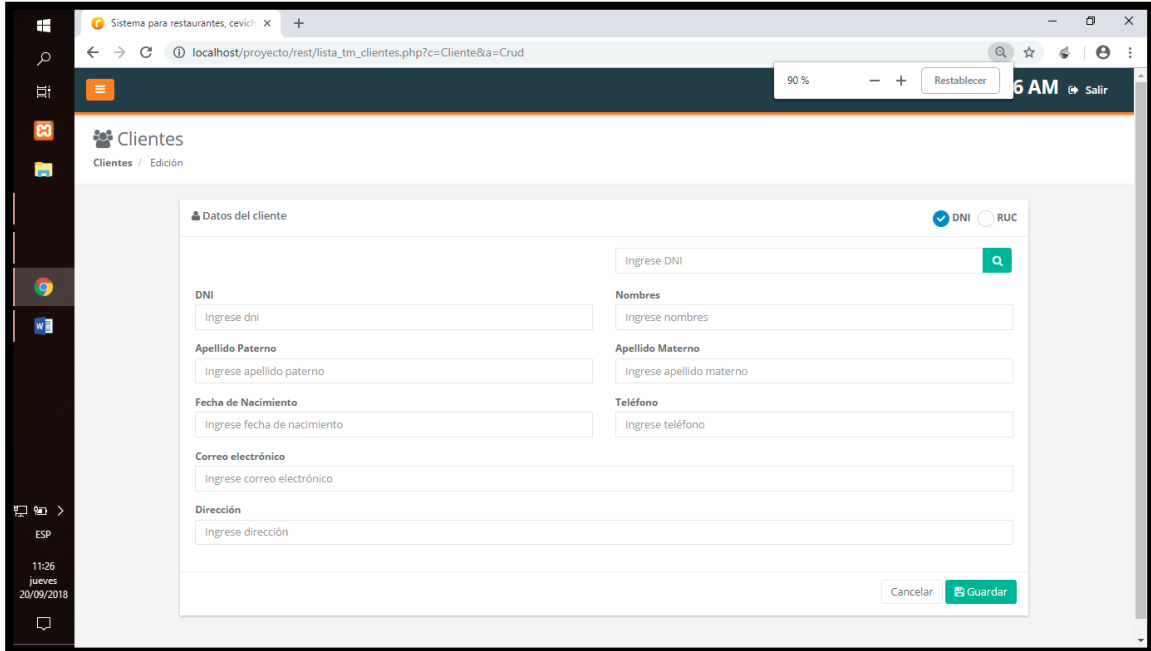 Sistema para restaurantes, cevich
localhost/proyecto/rest/lista_tm_clientes.php?c=Cliente&a=Crud
90 %
Restablecer
6 AM Salir
Clientes
Clientes / Edición
Datos del cliente
DNI RUC
Ingrese DNI
DNI Nombres
Ingrese dni Ingrese nombres
Apellido Paterno Apellido Materno
Ingrese apellido paterno Ingrese apellido materno
Fecha de Nacimiento Teléfono
Ingrese fecha de nacimiento Ingrese teléfono
Correo electrónico
Ingrese correo electrónico
Dirección
Ingrese dirección
Cancelar Guardar
ESP
11:26
jueves
20/09/2018